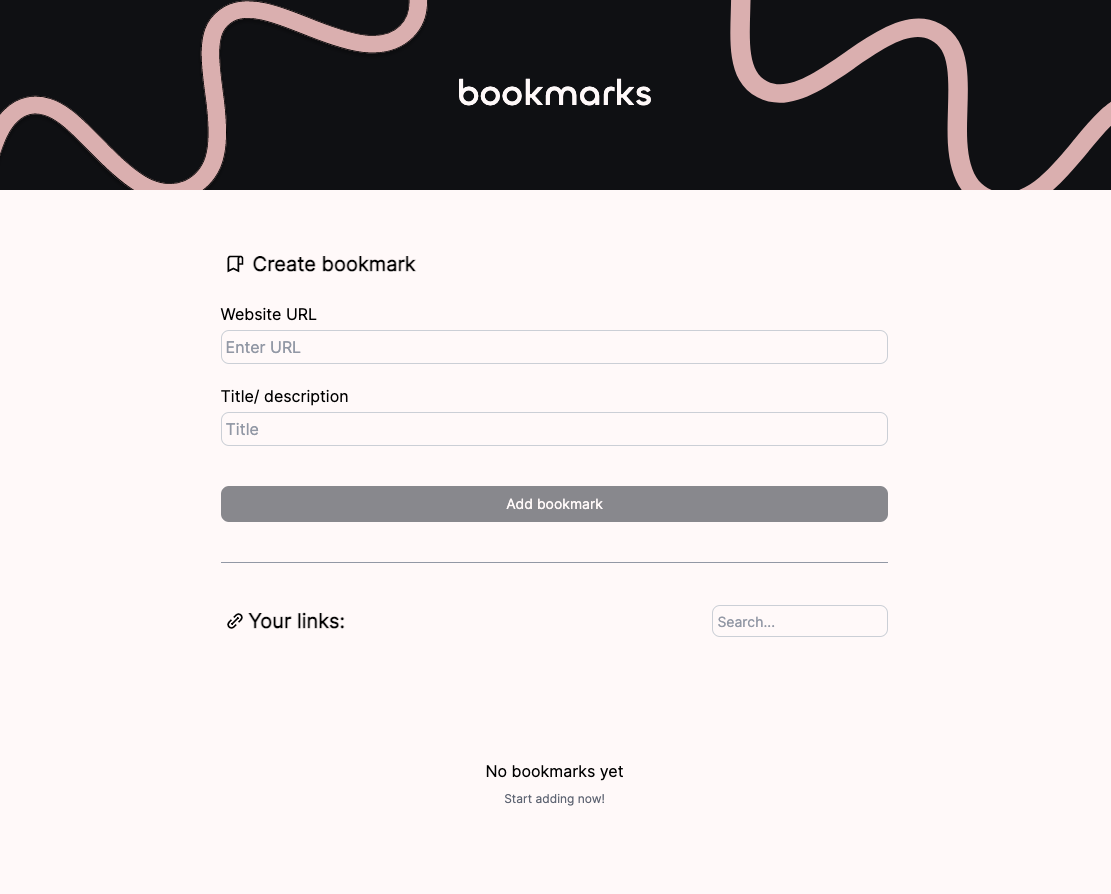 bookmarks
Create bookmark
Website URL
Enter URL
Title/ description
Title
Add bookmark
Your links:
Search...
No bookmarks yet
Start adding now!